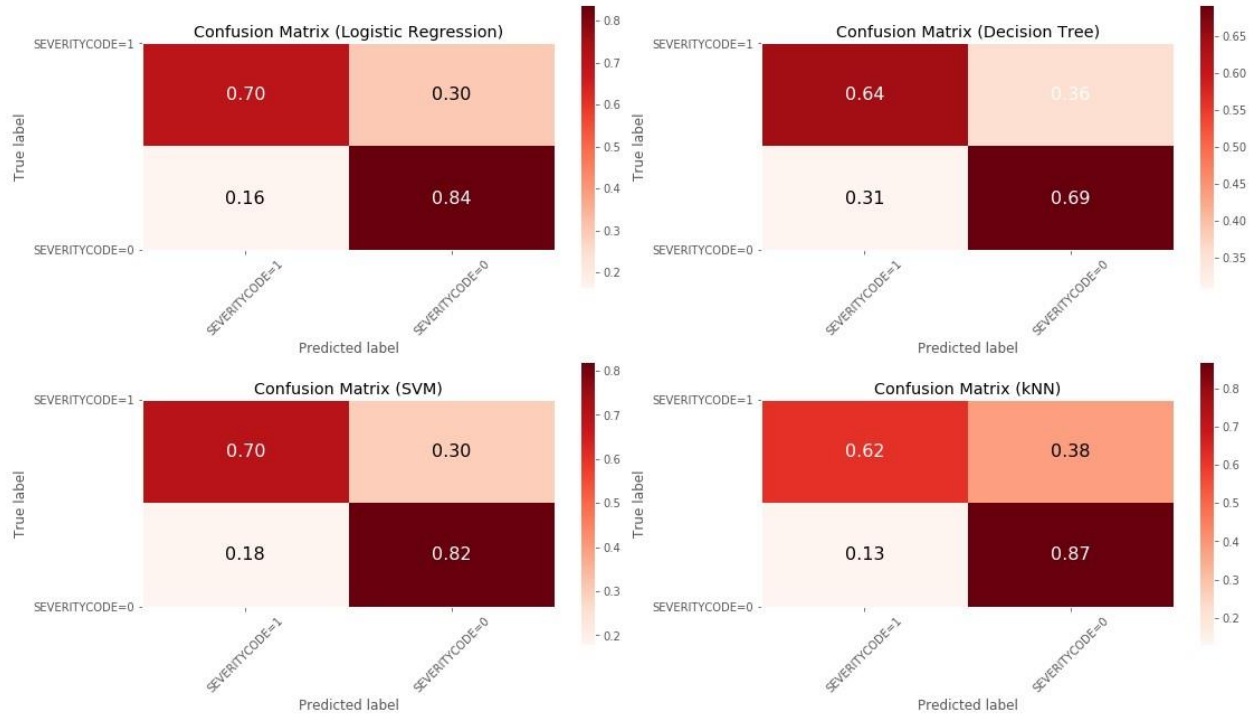 Confusion Matrix (Logistic Regression)
SEVERITYCODE=1
True label
0.70 0.30
0.16 0.84
SEVERITYCODE=0
SEVERITYCODE=1
SEVERITYCODE=0
Predicted label
0.8
0.7
0.6
0.5
0.4
0.3
0.2
Confusion Matrix (Decision Tree)
SEVERITYCODE=1
True label
0.64 0.36
0.31 0.69
SEVERITYCODE=0
SEVERITYCODE=1
SEVERITYCODE=0
Predicted label
0.65
0.60
0.55
0.50
0.45
0.40
0.35
Confusion Matrix (SVM)
SEVERITYCODE=1
True label
0.70 0.30
0.18 0.82
SEVERITYCODE=0
SEVERITYCODE=1
SEVERITYCODE=0
Predicted label
0.8
0.7
0.6
0.5
0.4
0.3
0.2
Confusion Matrix (kNN)
SEVERITYCODE=1
True label
0.62 0.38
0.13 0.87
SEVERITYCODE=0
SEVERITYCODE=1
SEVERITYCODE=0
Predicted label
0.8
0.7
0.6
0.5
0.4
0.3
0.2